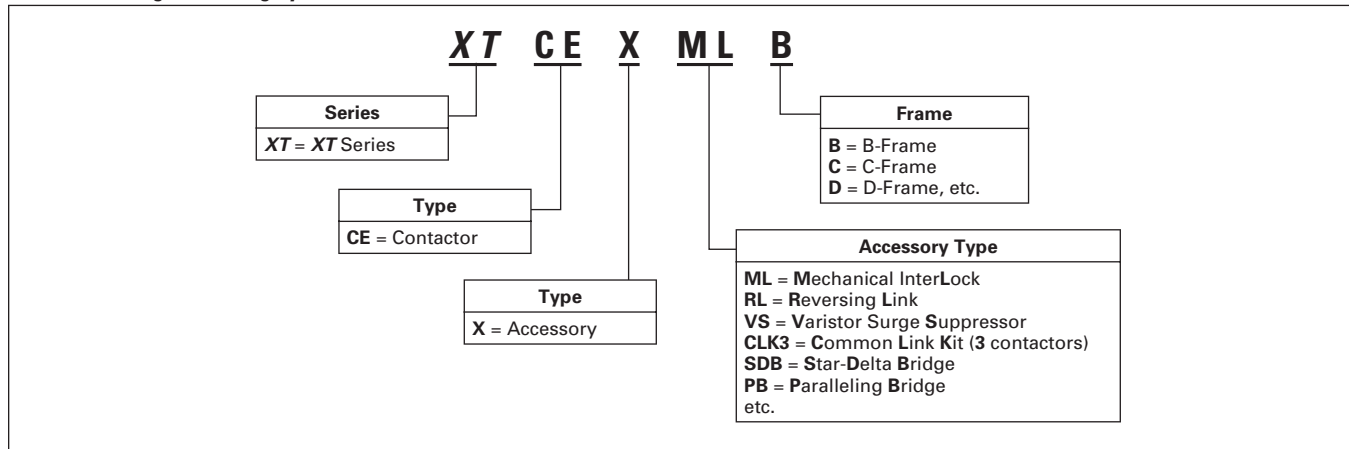 XT CE X ML B
Series
XT = XT Series
Type
CE = Contactor
Type
X = Accessory
Frame
B = B-Frame
C = C-Frame
D = D-Frame, etc.
Accessory Type
ML = Mechanical InterLock
RL = Reversing Link
VS = Varistor Surge Suppressor
CLK3 = Common Link Kit (3 contactors)
SDB = Star-Delta Bridge
PB = Paralleling Bridge
etc.